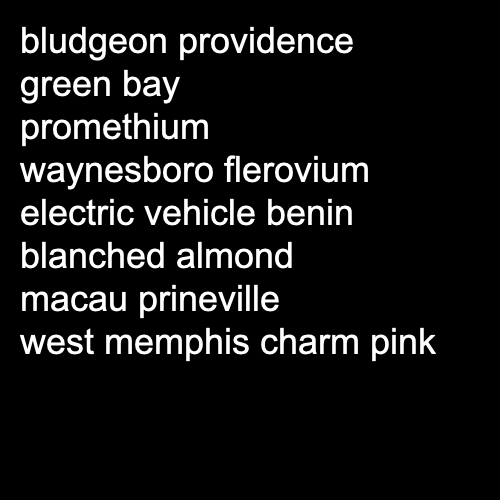 bludgeon providence
green bay
promethium
waynesboro flerovium
electric vehicle benin
blanched almond
macau prineville
west memphis charm pink